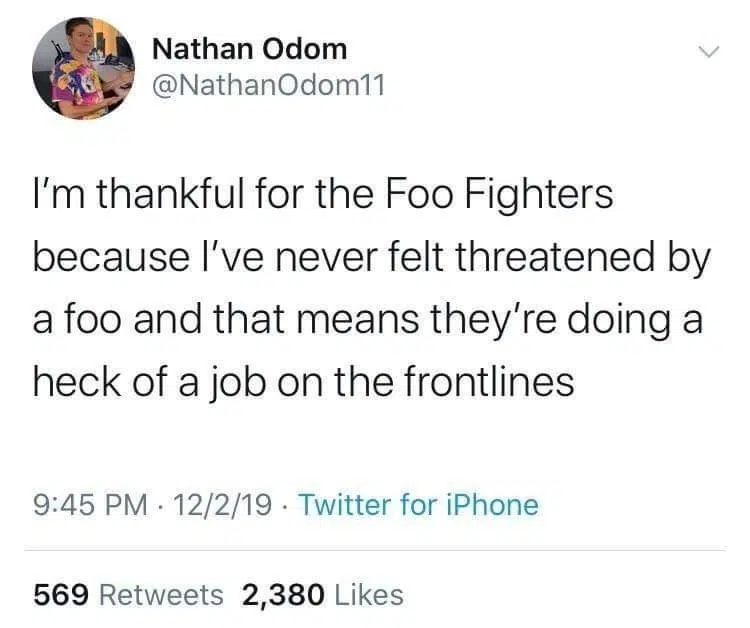 Nathan Odom
@NathanOdom11
I'm thankful for the Foo Fighters
because I've never felt threatened by
a foo and that means they're doing a
heck of a job on the frontlines
9:45 PM · 12/2/19 · Twitter for iPhone
569 Retweets 2,380 Likes